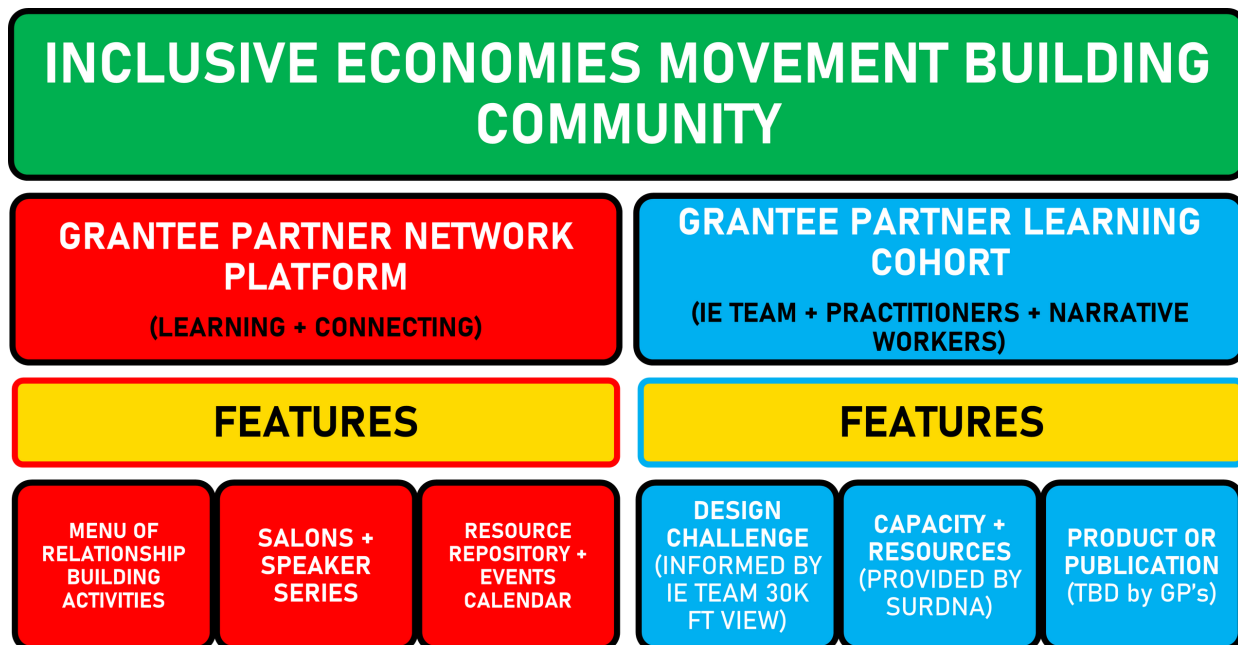 INCLUSIVE ECONOMIES MOVEMENT BUILDING
COMMUNITY
GRANTEE PARTNER NETWORK
PLATFORM
(LEARNING + CONNECTING)
GRANTEE PARTNER LEARNING
COHORT
(IE TEAM + PRACTITIONERS + NARRATIVE
WORKERS)
FEATURES
FEATURES
MENU OF
RELATIONSHIP
BUILDING
ACTIVITIES
SALONS +
SPEAKER
SERIES
RESOURCE
REPOSITORY +
EVENTS
CALENDAR
DESIGN
CHALLENGE
(INFORMED BY
IE TEAM 30K
FT VIEW)
CAPACITY +
RESOURCES
(PROVIDED BY
SURDNA)
PRODUCT OR
PUBLICATION
(TBD by GP's)